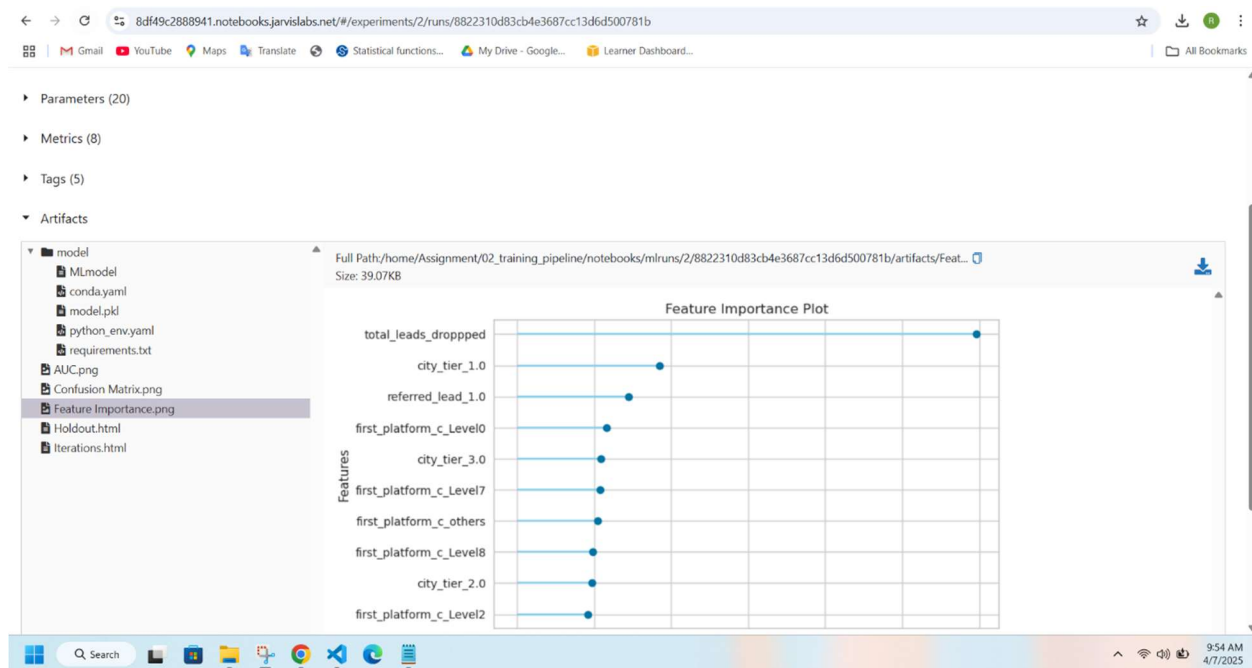 8df49c2888941.notebooks.jarvislabs.net/#/experiments/2/runs/8822310d83cb4e3687cc13d6d500781b
R
Gmail YouTube Maps Translate Statistical functions... My Drive - Google... Learner Dashboard... All Bookmarks
Parameters (20)
Metrics (8)
Tags (5)
Artifacts
model
MLmodel
conda.yaml
model.pkl
python_env.yaml
requirements.txt
AUC.png
Confusion Matrix.png
Feature Importance.png
Holdout.html
Iterations.html
Full Path:/home/Assignment/02_training_pipeline/notebooks/mlruns/2/8822310d83cb4e3687cc13d6d500781b/artifacts/Feat...
Size: 39.07KB
Feature Importance Plot
Features
total_leads_droppped
city_tier_1.0
referred_lead_1.0
first_platform_c_Level0
city_tier_3.0
first_platform_c_Level7
first_platform_c_others
first_platform_c_Level8
city_tier_2.0
first_platform_c_Level2
Search
9:54 AM
4/7/2025